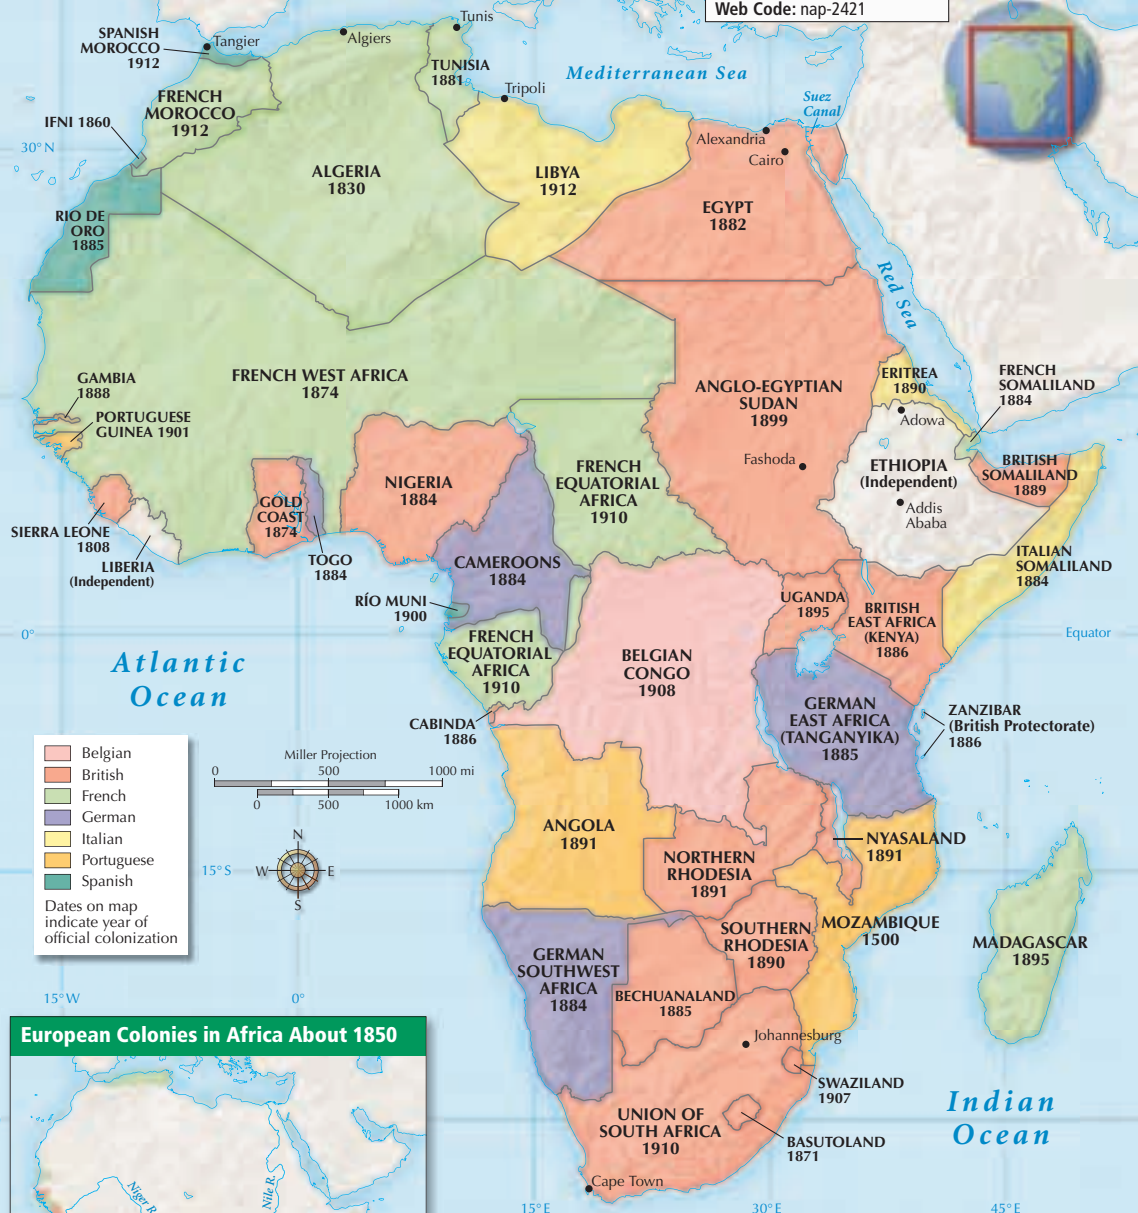 Web Code: nap-2421
Tunis
SPANISH
MOROCCO
1912
Tangier
Algiers
TUNISIA
1881
Mediterranean Sea
Tripoli
Suez
Canal
FRENCH
MOROCCO
1912
IFNI 1860
30°N
Alexandria
Cairo
ALGERIA
1830
LIBYA
1912
EGYPT
1882
RIO DE
ORO
1885
Red Sea
FRENCH WEST AFRICA
1874
GAMBIA
1888
PORTUGUESE
GUINEA 1901
ANGLO-EGYPTIAN
SUDAN
1899
ERITREA
1890
FRENCH
SOMALILAND
1884
Adowa
Fashoda
ETHIOPIA
(Independent)
Addis
Ababa
BRITISH
SOMALILAND
1889
NIGERIA
1884
FRENCH
EQUATORIAL
AFRICA
1910
GOLD
COAST
1874
SIERRA LEONE
1808
LIBERIA
(Independent)
TOGO
1884
CAMEROONS
1884
ITALIAN
SOMALILAND
1884
RÍO MUNI
1900
UGANDA
1895
BRITISH
EAST AFRICA
(KENYA)
1886
0°
Equator
Atlantic
Ocean
FRENCH
EQUATORIAL
AFRICA
1910
BELGIAN
CONGO
1908
GERMAN
EAST AFRICA
(TANGANYIKA)
1885
ZANZIBAR
(British Protectorate)
1886
CABINDA
1886
Belgian
British
French
German
Italian
Portuguese
Spanish
Dates on map
indicate year of
official colonization
Miller Projection
0 500 1000 mi
0 500 1000 km
N
W E
S
15°S
ANGOLA
1891
NORTHERN
RHODESIA
1891
NYASALAND
1891
MOZAMBIQUE
1500
SOUTHERN
RHODESIA
1890
MADAGASCAR
1895
GERMAN
SOUTHWEST
AFRICA
1884
BECHUANALAND
1885
15°W
0°
Johannesburg
SWAZILAND
1907
UNION OF
SOUTH AFRICA
1910
BASUTOLAND
1871
Indian
Ocean
Cape Town
15°E
30°E
45°E
European Colonies in Africa About 1850
Niger R.
Nile R.